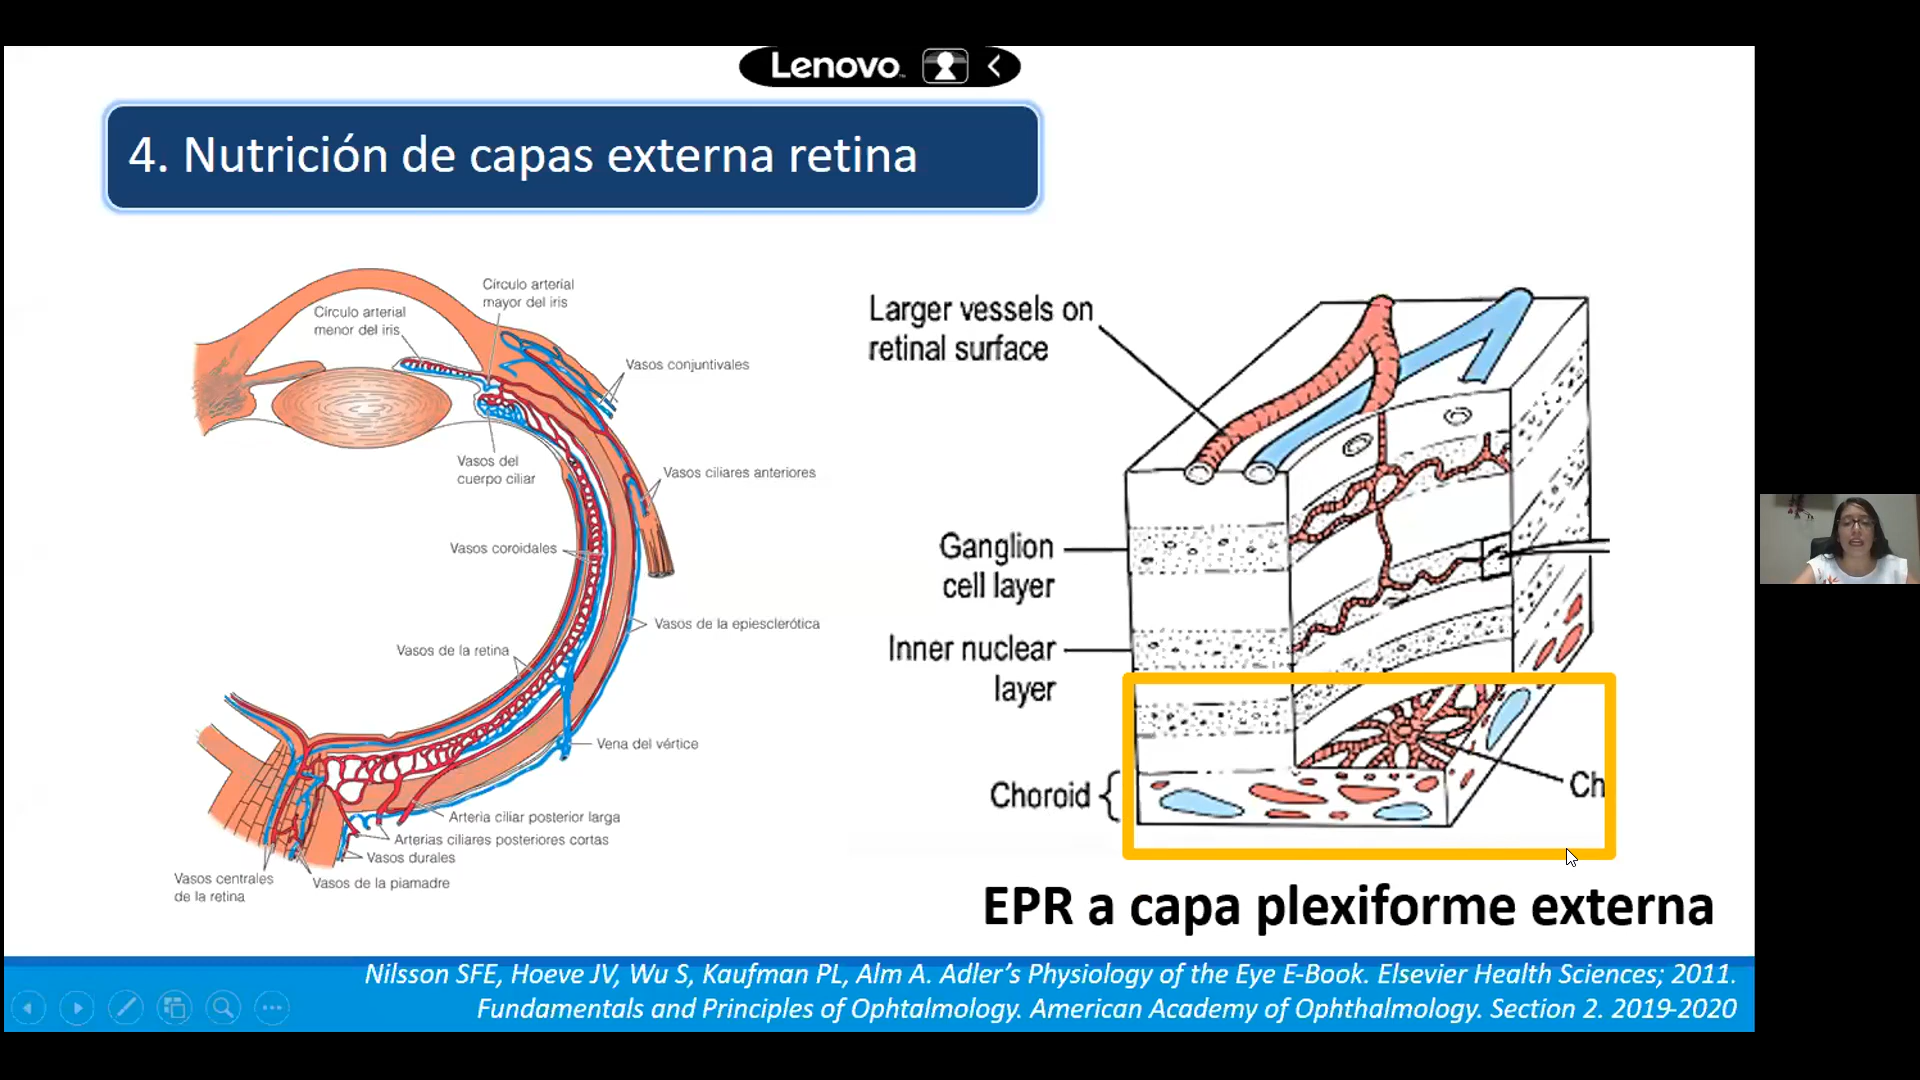 Lenovo
4. Nutrición de capas externa retina
Círculo arterial
mayor del iris
Círculo arterial
menor del iris
Vasos conjuntivales
Vasos del
cuerpo ciliar
Vasos ciliares anteriores
Vasos coroidales
Vasos de la epiesclerótica
Vasos de la retina
Vena del vértice
Arteria ciliar posterior larga
Arterias ciliares posteriores cortas
Vasos durales
Vasos centrales
de la retina
Vasos de la piamadre
Larger vessels on
retinal surface
Ganglion
cell layer
Inner nuclear
layer
Choroid
Ch
EPR a capa plexiforme externa
Nilsson SFE, Hoeve JV, Wu S, Kaufman PL, Alm A. Adler’s Physiology of the Eye E-Book. Elsevier Health Sciences; 2011.
Fundamentals and Principles of Ophtalmology. American Academy of Ophthalmology. Section 2. 2019-2020